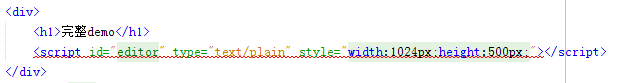 <div>
<h1>完整demo</h1>
<script id="editor" type="text/plain" style="width:1024px;height:500px;"></script>
</div>